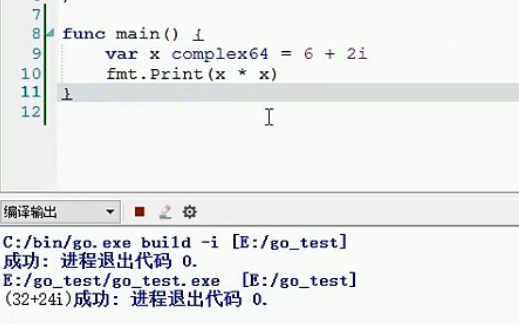 7
8 func main() {
9 var x complex64 = 6 + 2i
10 fmt.Print(x * x)
11 }
12
编译输出
C:/bin/go.exe build -i [E:/go_test]
成功: 进程退出代码 0.
E:/go_test/go_test.exe [E:/go_test]
(32+24i)成功: 进程退出代码 0.